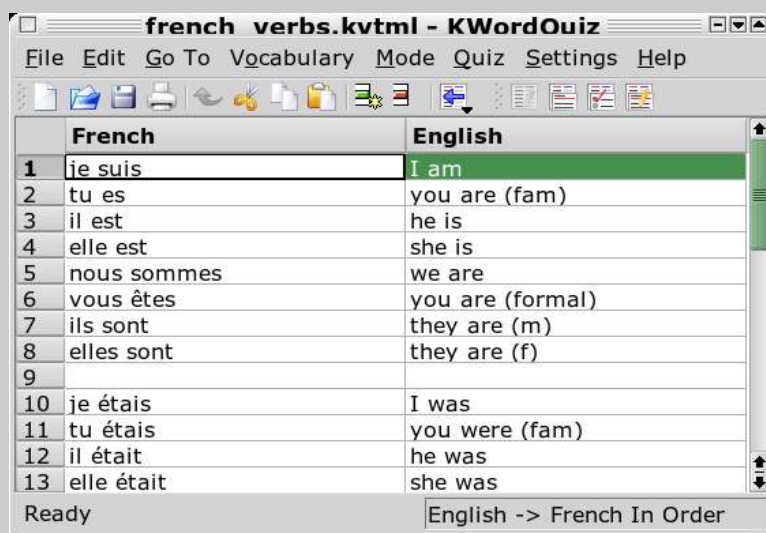 french_verbs.kvtml - KWordQuiz
File Edit Go To Vocabulary Mode Quiz Settings Help
French English
1 je suis I am
2 tu es you are (fam)
3 il est he is
4 elle est she is
5 nous sommes we are
6 vous êtes you are (formal)
7 ils sont they are (m)
8 elles sont they are (f)
9
10 je étais I was
11 tu étais you were (fam)
12 il était he was
13 elle était she was
Ready English -> French In Order